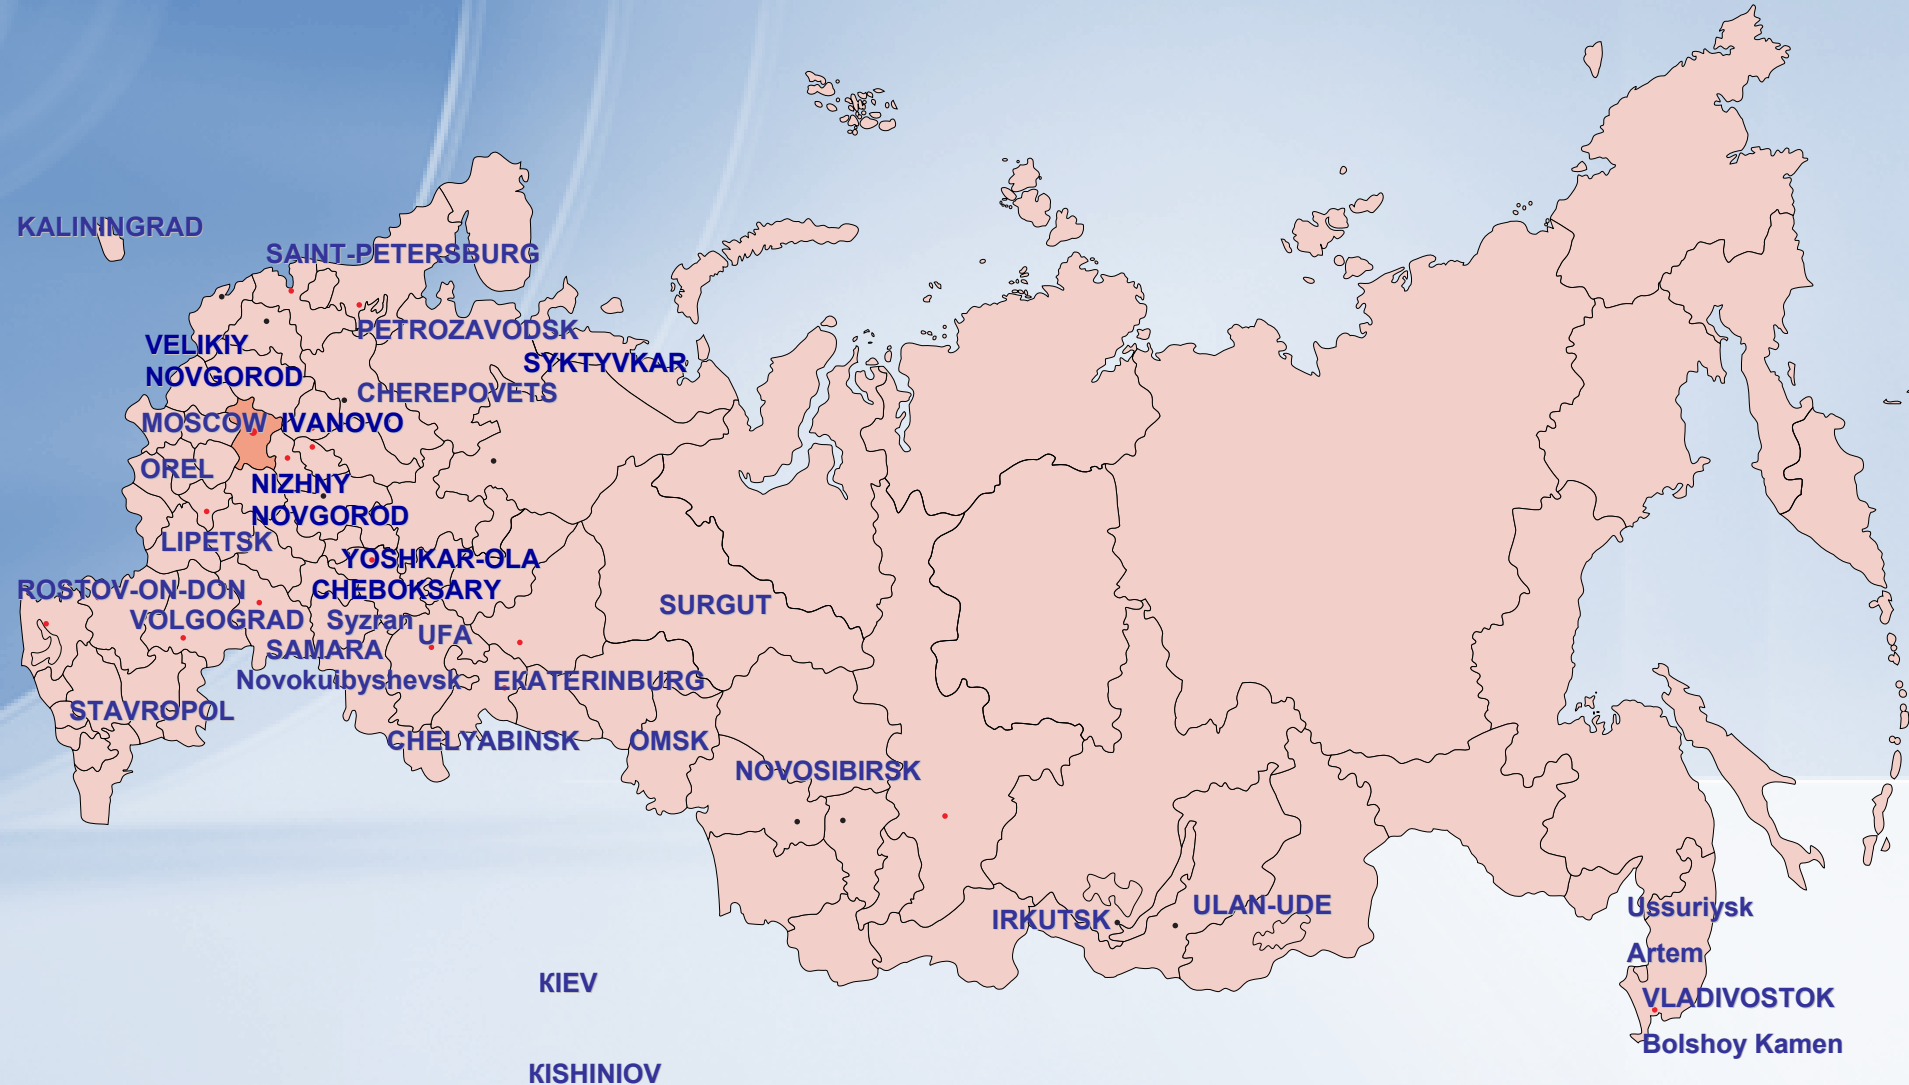 KALININGRAD
SAINT-PETERSBURG
PETROZAVODSK
VELIKIY
NOVGOROD
SYKTYVKAR
CHEREPOVETS
MOSCOW
IVANOVO
OREL
NIZHNY
NOVGOROD
LIPETSK
YOSHKAR-OLA
ROSTOV-ON-DON
CHEBOKSARY
VOLGOGRAD
Syzran
SURGUT
UFA
SAMARA
Novokuibyshevsk
EKATERINBURG
STAVROPOL
CHELYABINSK
OMSK
NOVOSIBIRSK
IRKUTSK
ULAN-UDE
Ussuriysk
Artem
KIEV
VLADIVOSTOK
Bolshoy Kamen
KISHINIOV